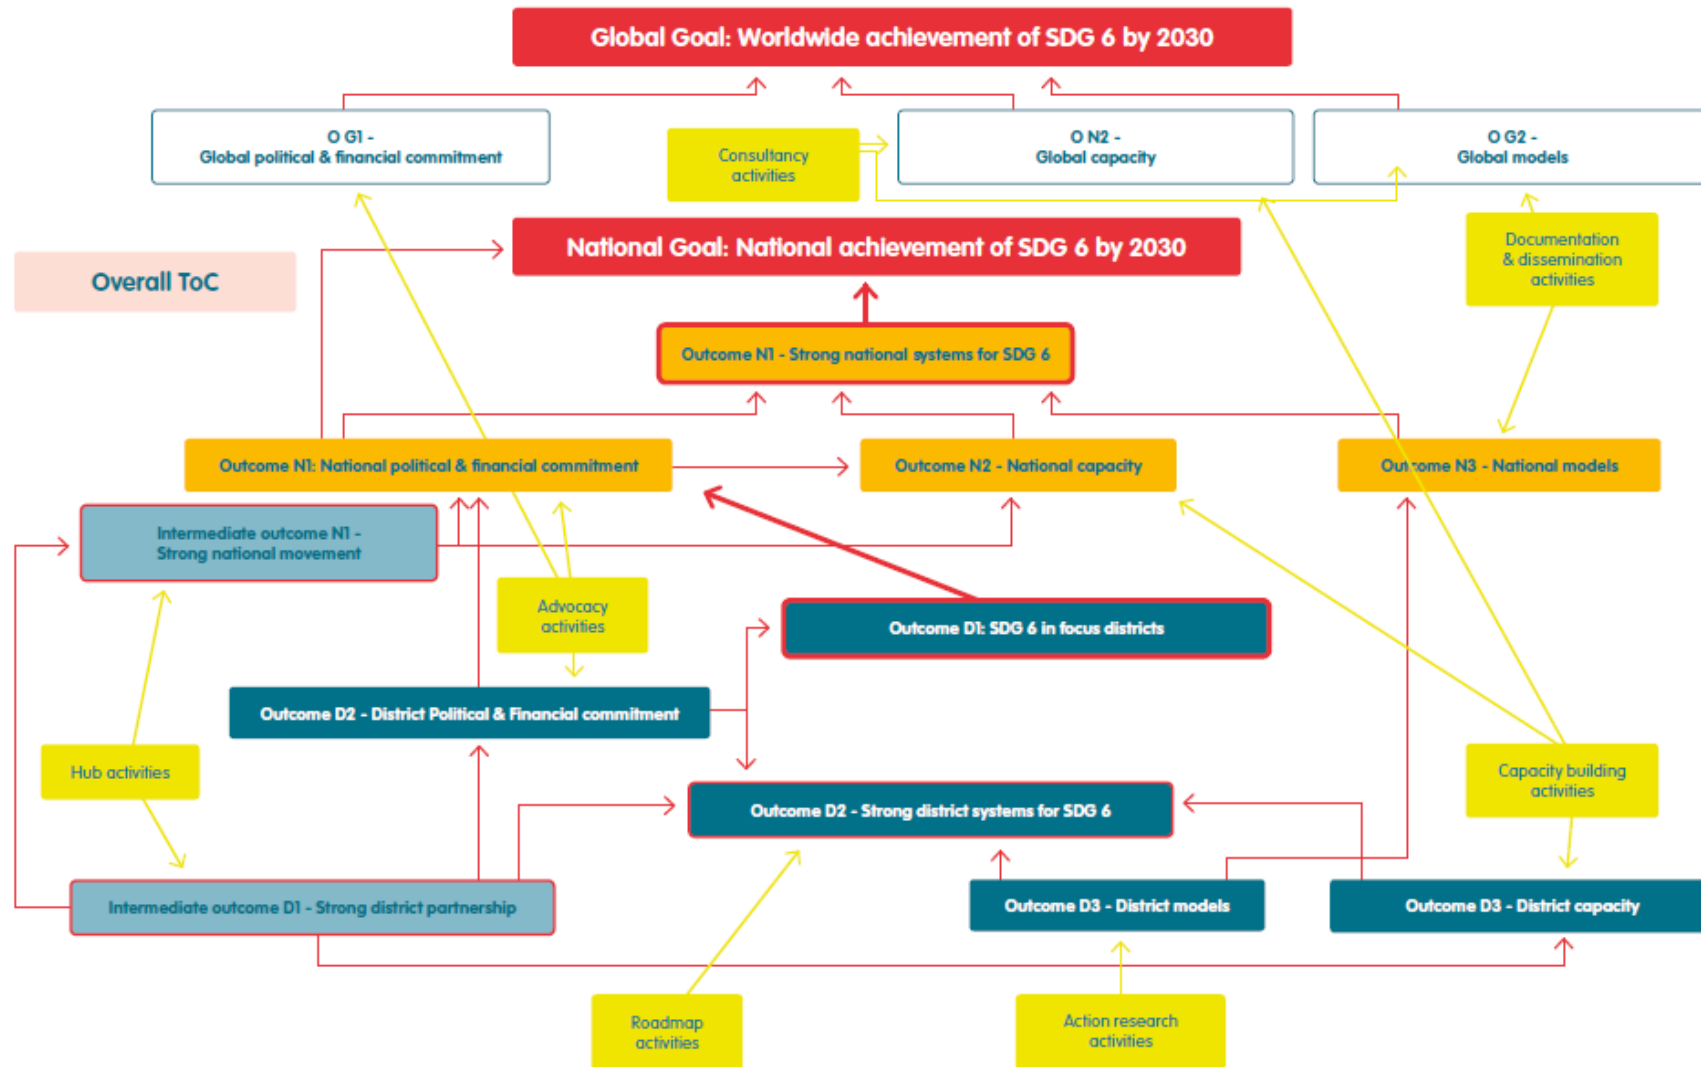 Global Goal: Worldwide achievement of SDG 6 by 2030
O G1 -
Global political & financial commitment
Consultancy
activities
O N2 -
Global capacity
O G2 -
Global models
National Goal: National achievement of SDG 6 by 2030
Documentation
& dissemination
activities
Overall ToC
Outcome N1 - Strong national systems for SDG 6
Outcome N1: National political & financial commitment
Outcome N2 - National capacity
Outcome N3 - National models
Intermediate outcome N1 -
Strong national movement
Advocacy
activities
Outcome D1: SDG 6 in focus districts
Outcome D2 - District Political & Financial commitment
Hub activities
Capacity building
activities
Outcome D2 - Strong district systems for SDG 6
Intermediate outcome D1 - Strong district partnership
Outcome D3 - District models
Outcome D3 - District capacity
Roadmap
activities
Action research
activities